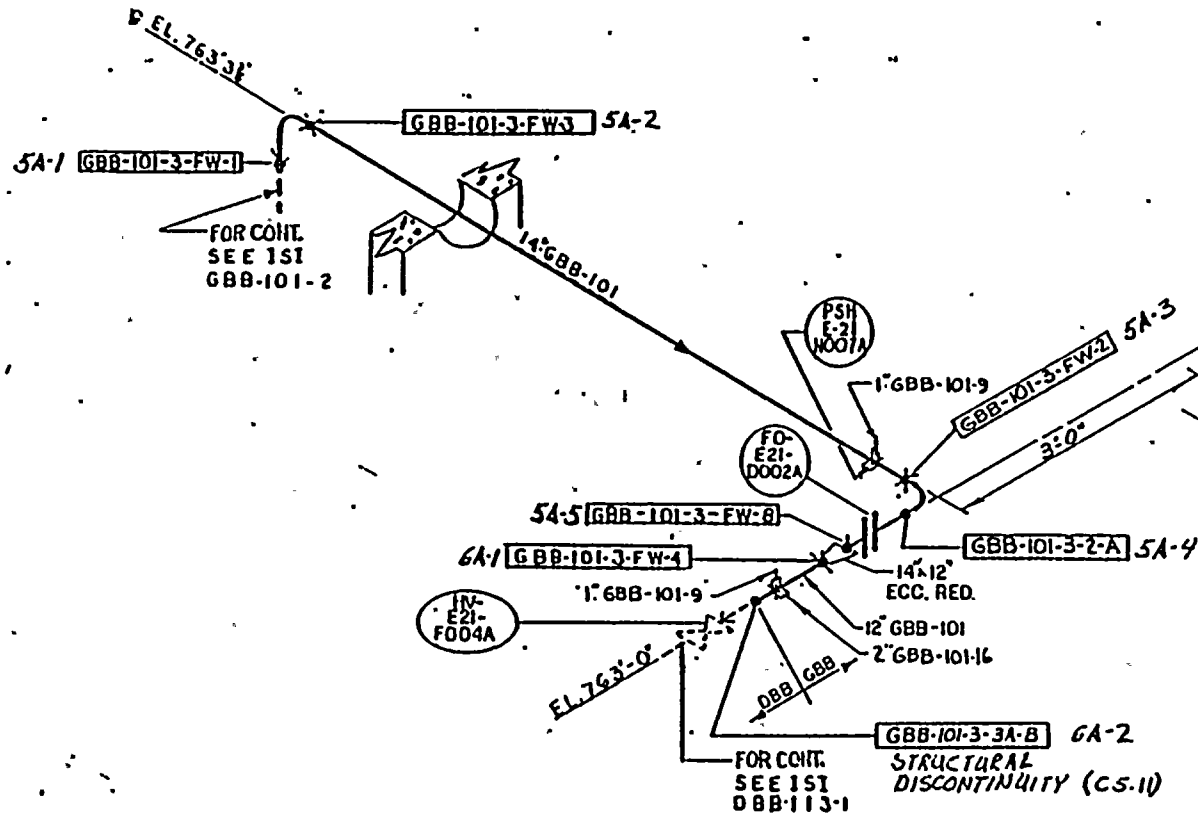 EL. 763'3½"
GBB-101-3-FW-3 5A-2
5A-1 GBB-101-3-FW-1
FOR CONT.
SEE ISI
GBB-101-2
14"GBB-101
PSH
E-21
N007A
5A-3
1"GBB-101-9
GBB-101-3-FW-2
3'-0"
FO-
E21-
D002A
5A-5 GBB-101-3-FW-8
GBB-101-3-2-A 5A-4
6A-1 GBB-101-3-FW-4
14"x12"
ECC. RED.
1" GBB-101-9
HV-
E21-
F004A
12" GBB-101
2" GBB-101-16
EL. 763'-0"
DBB GBB
GBB-101-3-3A-B 6A-2
STRUCTURAL
DISCONTINUITY (C5.11)
FOR CONT.
SEE ISI
DBB-113-1